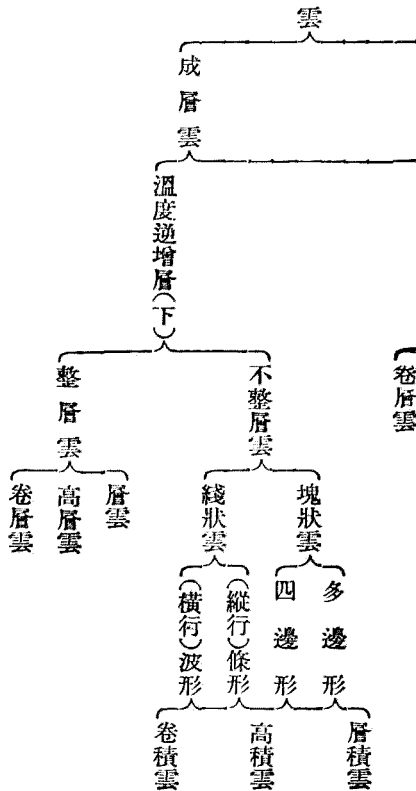 雲
成層雲
溫度逆增層(下)
卷層雲
不整層雲
整層雲
塊狀雲
綫狀雲
層雲
高層雲
卷層雲
多邊形
四邊形
(縱行)條形
(橫行)波形
層積雲
高積雲
卷積雲